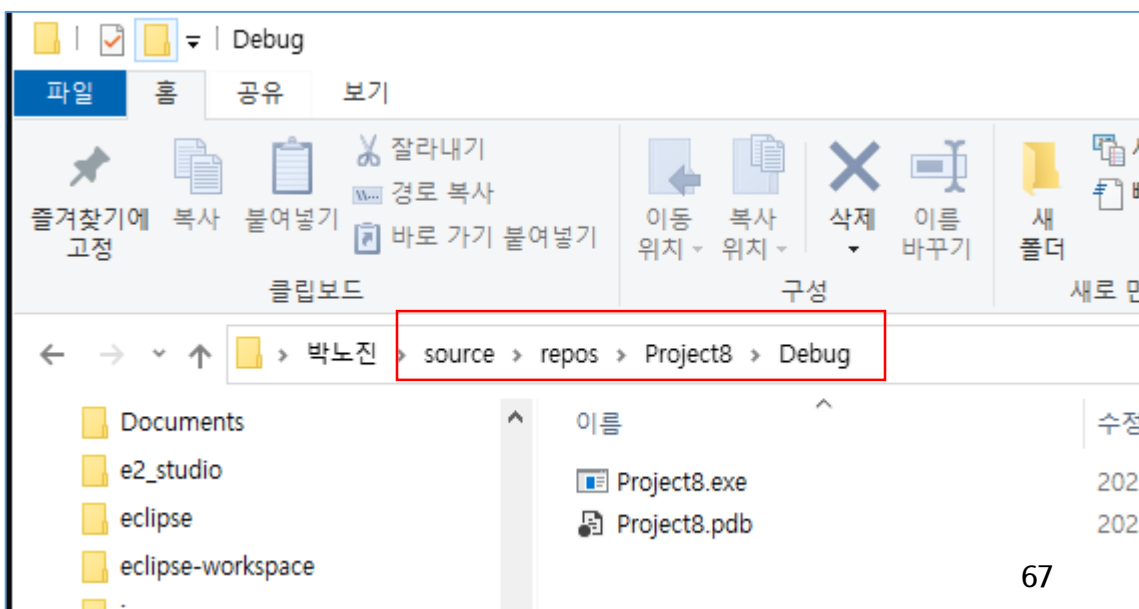 Debug
파일 홈 공유 보기
즐겨찾기에 고정
복사
붙여넣기
잘라내기
경로 복사
바로 가기 붙여넣기
이동 위치
복사 위치
삭제
이름 바꾸기
새 폴더
클립보드
구성
새로
박노진 > source > repos > Project8 > Debug
Documents
e2_studio
eclipse
eclipse-workspace
이름
Project8.exe
202
Project8.pdb
202
67